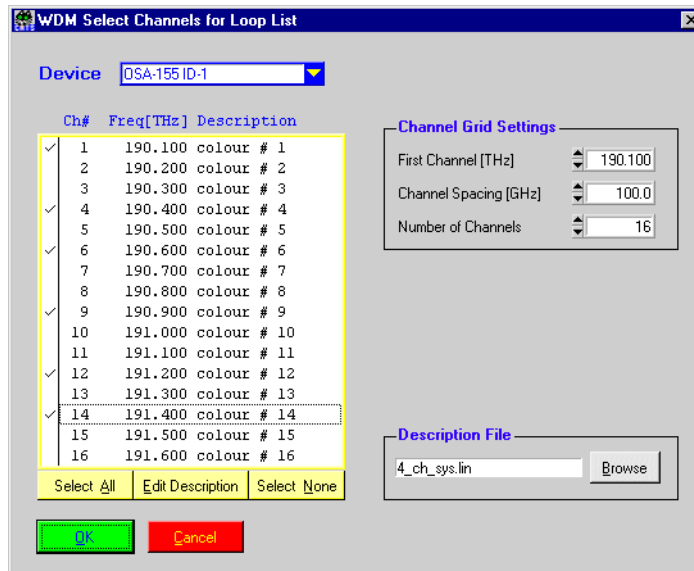 WDM Select Channels for Loop List
Device OSA-155 ID-1
Ch# Freq[THz] Description
✓ 1 190.100 colour # 1
2 190.200 colour # 2
3 190.300 colour # 3
✓ 4 190.400 colour # 4
5 190.500 colour # 5
✓ 6 190.600 colour # 6
7 190.700 colour # 7
8 190.800 colour # 8
✓ 9 190.900 colour # 9
10 191.000 colour # 10
11 191.100 colour # 11
✓ 12 191.200 colour # 12
13 191.300 colour # 13
✓ 14 191.400 colour # 14
15 191.500 colour # 15
16 191.600 colour # 16
Select All Edit Description Select None
OK Cancel
Channel Grid Settings
First Channel [THz] 190.100
Channel Spacing [GHz] 100.0
Number of Channels 16
Description File
4_ch_sys.lin Browse